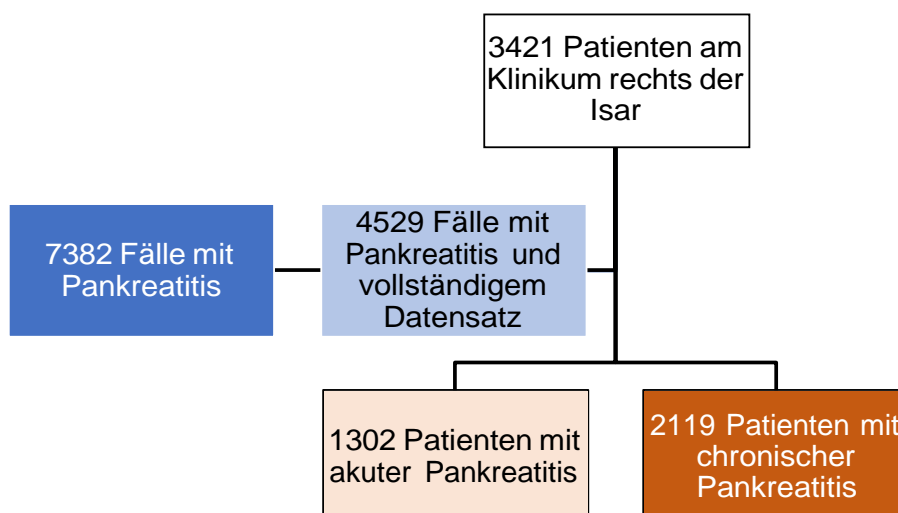 3421 Patienten am
Klinikum rechts der
Isar
7382 Fälle mit
Pankreatitis
4529 Fälle mit
Pankreatitis und
vollständigem
Datensatz
1302 Patienten mit
akuter Pankreatitis
2119 Patienten mit
chronischer
Pankreatitis